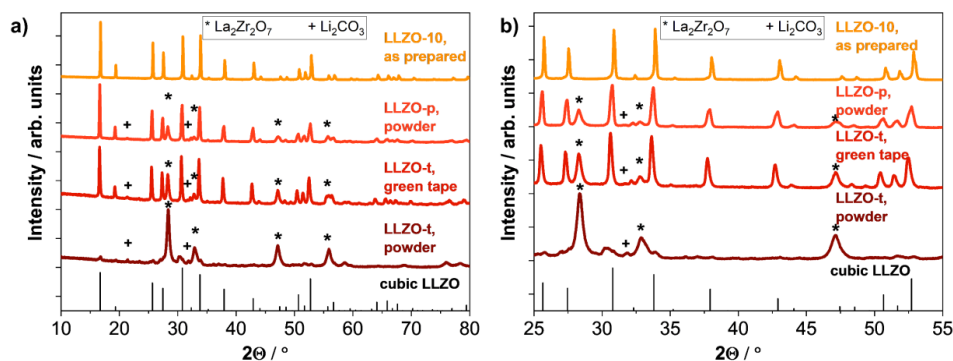 a)
* La₂Zr₂O₇ + Li₂CO₃
LLZO-10,
as prepared
*
*
+ +
* *
LLZO-p,
powder
*
*
+ +
* *
LLZO-t,
green tape
*
+ +
*
* *
LLZO-t,
powder
cubic LLZO
Intensity / arb. units
10 20 30 40 50 60 70 80
2Θ / °
b)
* La₂Zr₂O₇ + Li₂CO₃
LLZO-10,
as prepared
*
+ *
*
LLZO-p,
powder
*
+ *
*
LLZO-t,
green tape
*
+ *
*
LLZO-t,
powder
cubic LLZO
Intensity / arb. units
25 30 35 40 45 50 55
2Θ / °